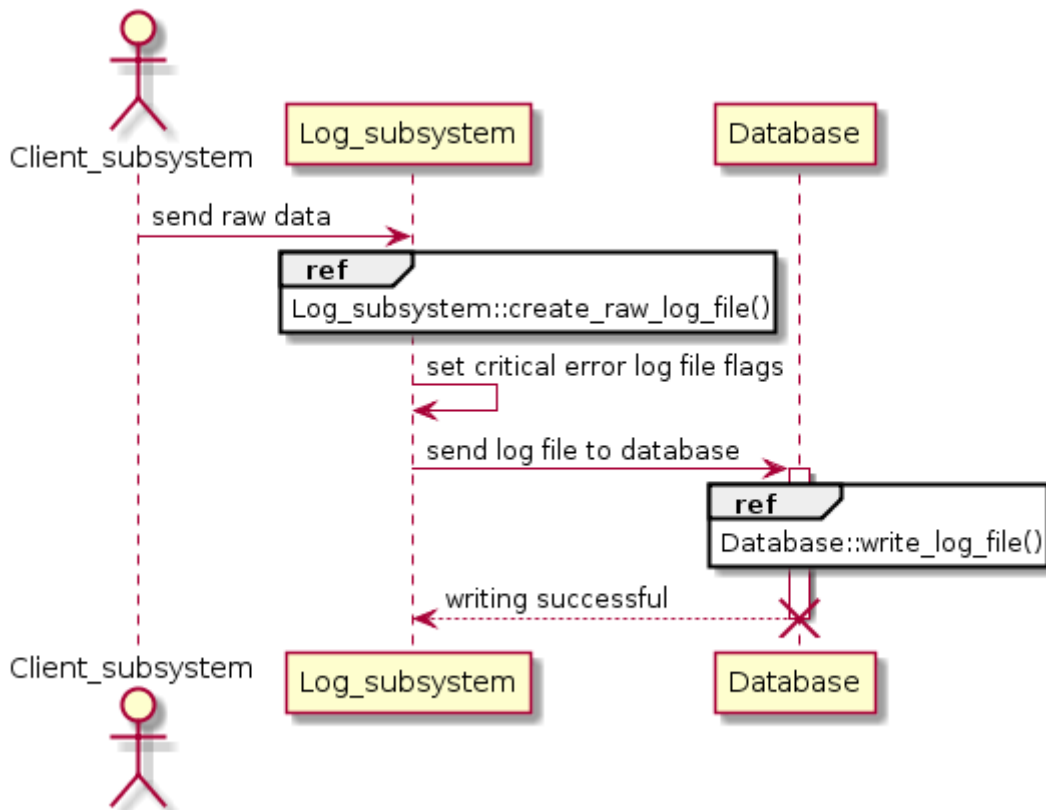 Client_subsystem
Log_subsystem
Database
send raw data
ref
Log_subsystem::create_raw_log_file()
set critical error log file flags
send log file to database
ref
Database::write_log_file()
writing successful
Client_subsystem
Log_subsystem
Database